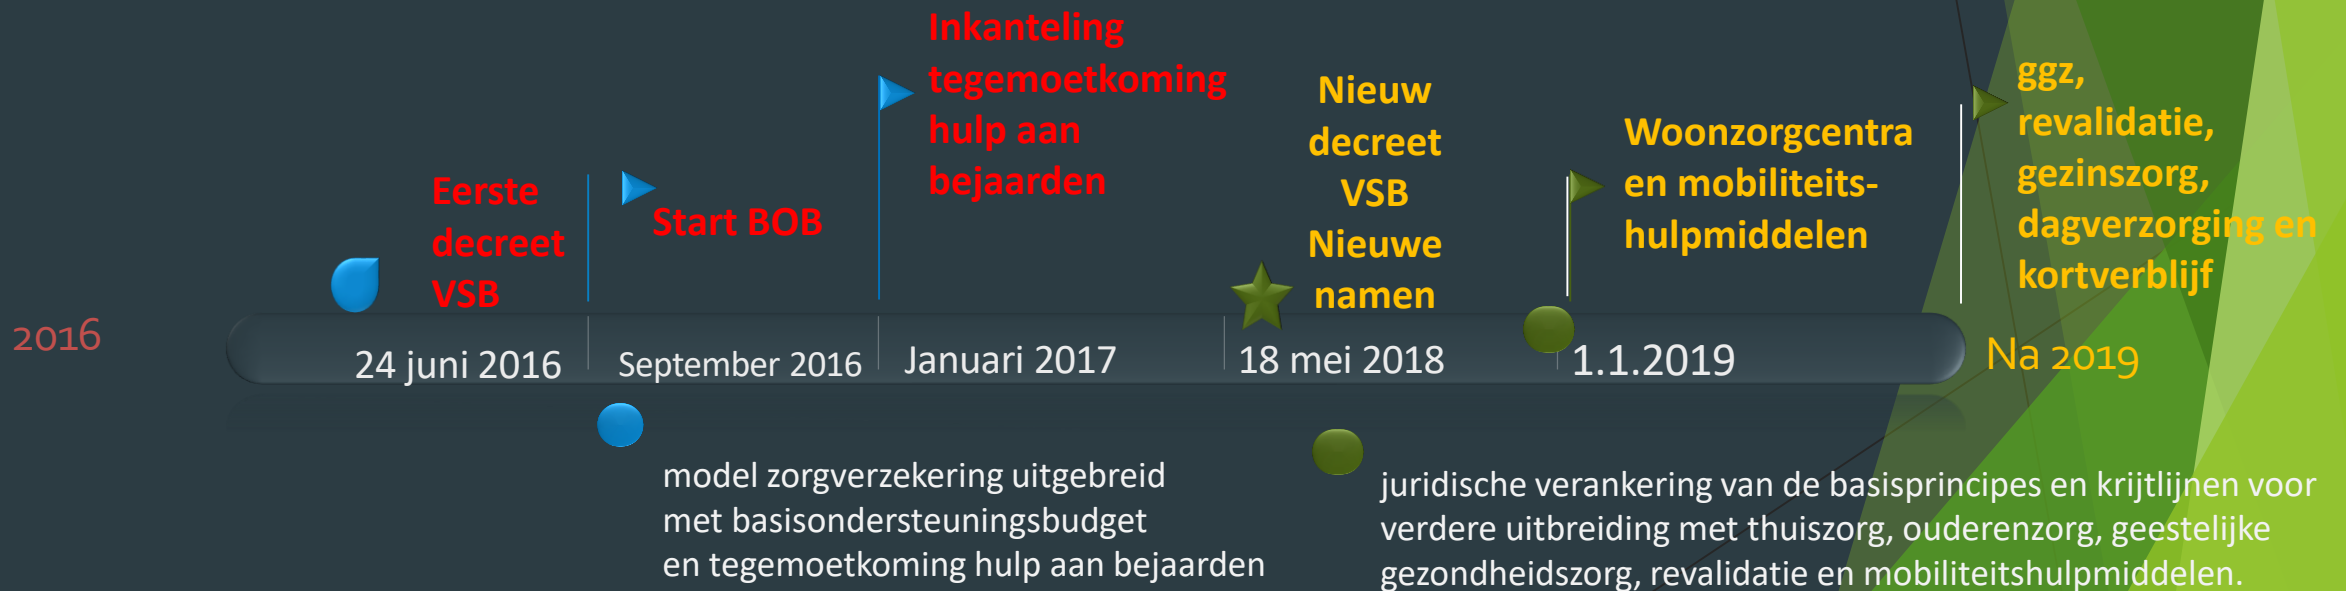 2016
Eerste
decreet
VSB
24 juni 2016
Start BOB
September 2016
Inkanteling
tegemoetkoming
hulp aan
bejaarden
Januari 2017
Nieuw
decreet
VSB
Nieuwe
namen
18 mei 2018
Woonzorgcentra
en mobiliteits-
hulpmiddelen
1.1.2019
ggz,
revalidatie,
gezinszorg,
dagverzorging en
kortverblijf
Na 2019
model zorgverzekering uitgebreid
met basisondersteuningsbudget
en tegemoetkoming hulp aan bejaarden
juridische verankering van de basisprincipes en krijtlijnen voor
verdere uitbreiding met thuiszorg, ouderenzorg, geestelijke
gezondheidszorg, revalidatie en mobiliteitshulpmiddelen.